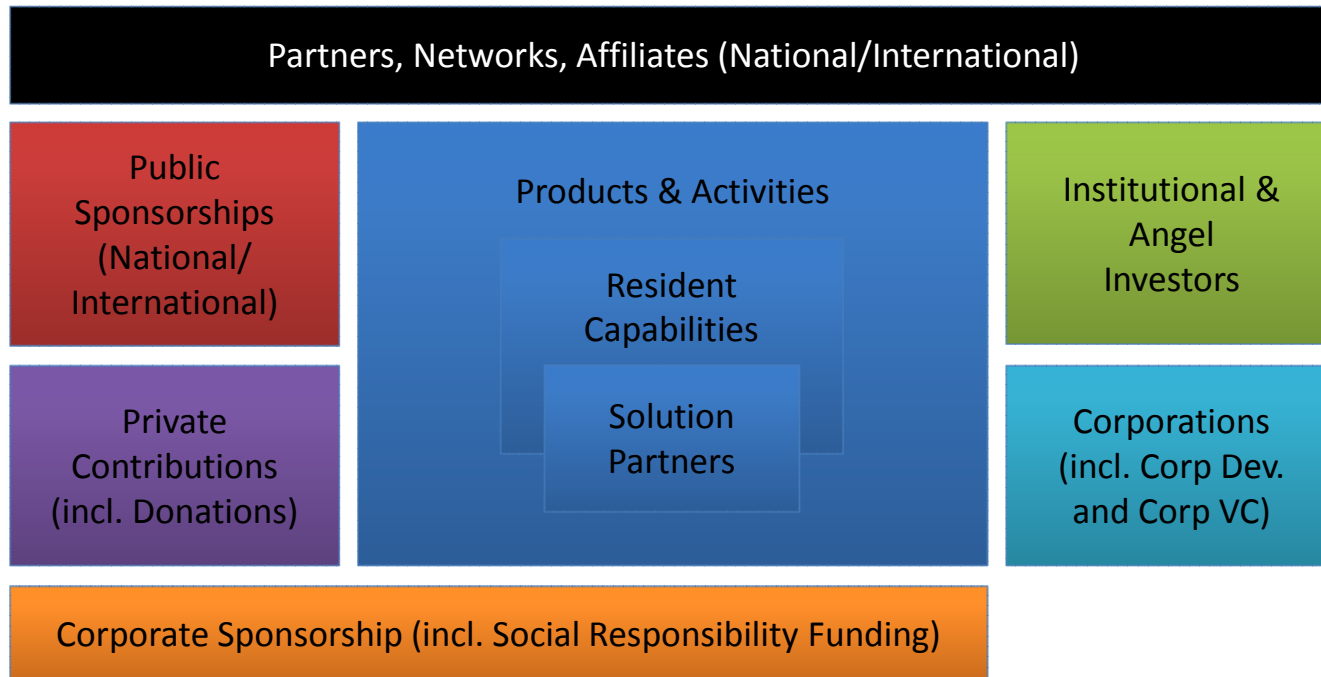 Partners, Networks, Affiliates (National/International)
Public
Sponsorships
(National/
International)
Products & Activities
Resident
Capabilities
Solution
Partners
Institutional &
Angel
Investors
Private
Contributions
(incl. Donations)
Corporations
(incl. Corp Dev.
and Corp VC)
Corporate Sponsorship (incl. Social Responsibility Funding)